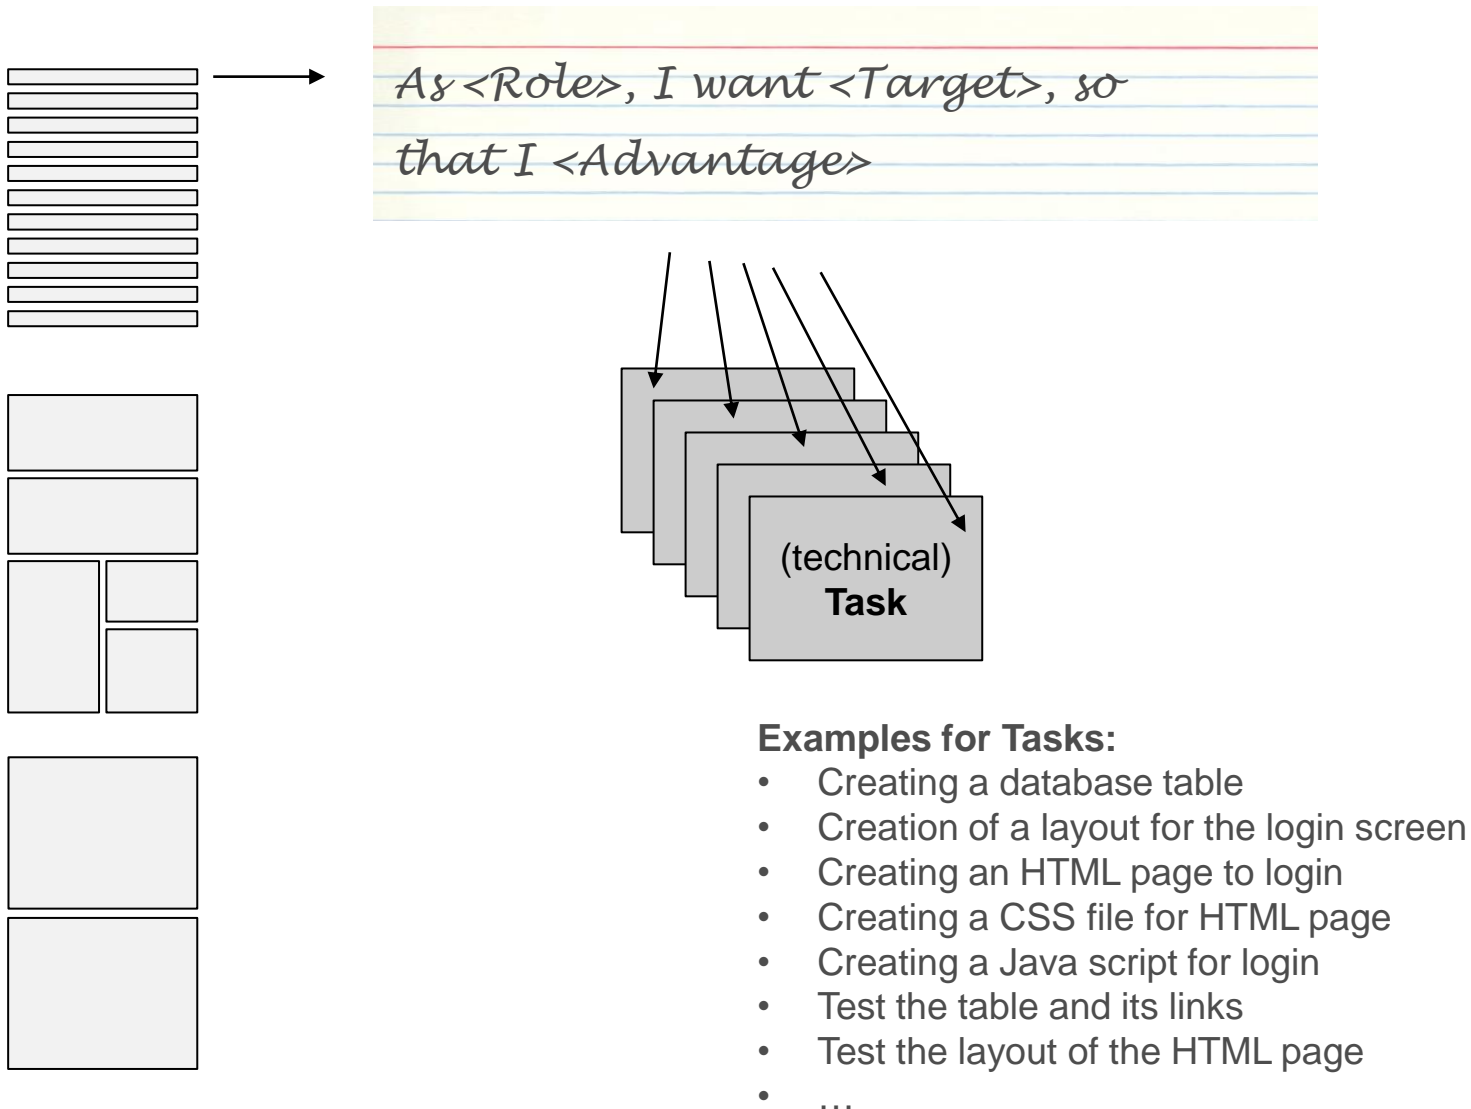 As <Role>, I want <Target>, so
that I <Advantage>
(technical)
Task
Examples for Tasks:
• Creating a database table
• Creation of a layout for the login screen
• Creating an HTML page to login
• Creating a CSS file for HTML page
• Creating a Java script for login
• Test the table and its links
• Test the layout of the HTML page
• …